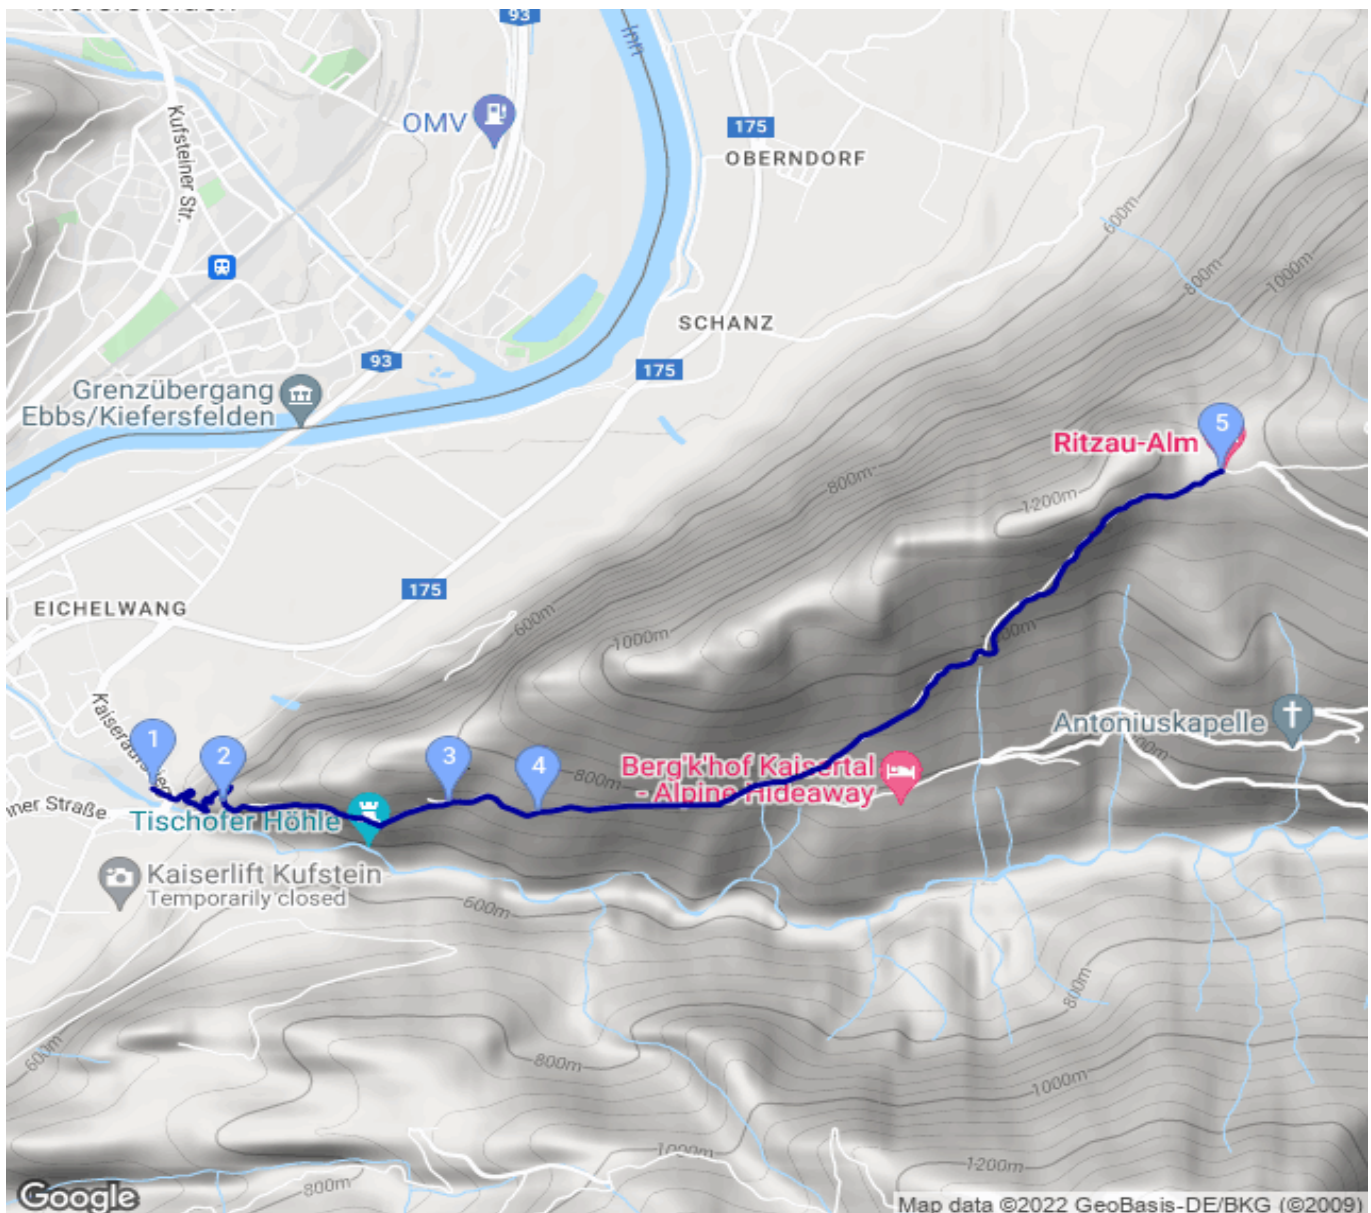 93
Inn
Kufsteiner Str.
OMV
175
OBERNDORF
600m
800m
1000m
SCHANZ
93
175
Grenzübergang
Ebbs/Kiefersfelden
5
Ritzau-Alm
800m
1200m
175
EICHELWANG
600m
1000m
Antoniuskapelle
1
2
3
4
800m
Berg'k'hof Kaisertal
- Alpine Hideaway
Tischofer Höhle
Kaiserlift Kufstein
Temporarily closed
600m
800m
600m
800m
1000m
1000m
1200m
800m
Google
Map data ©2022 GeoBasis-DE/BKG (©2009)